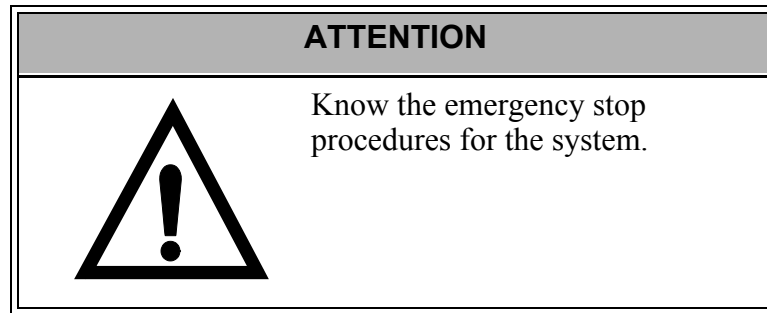 ATTENTION
Know the emergency stop
procedures for the system.